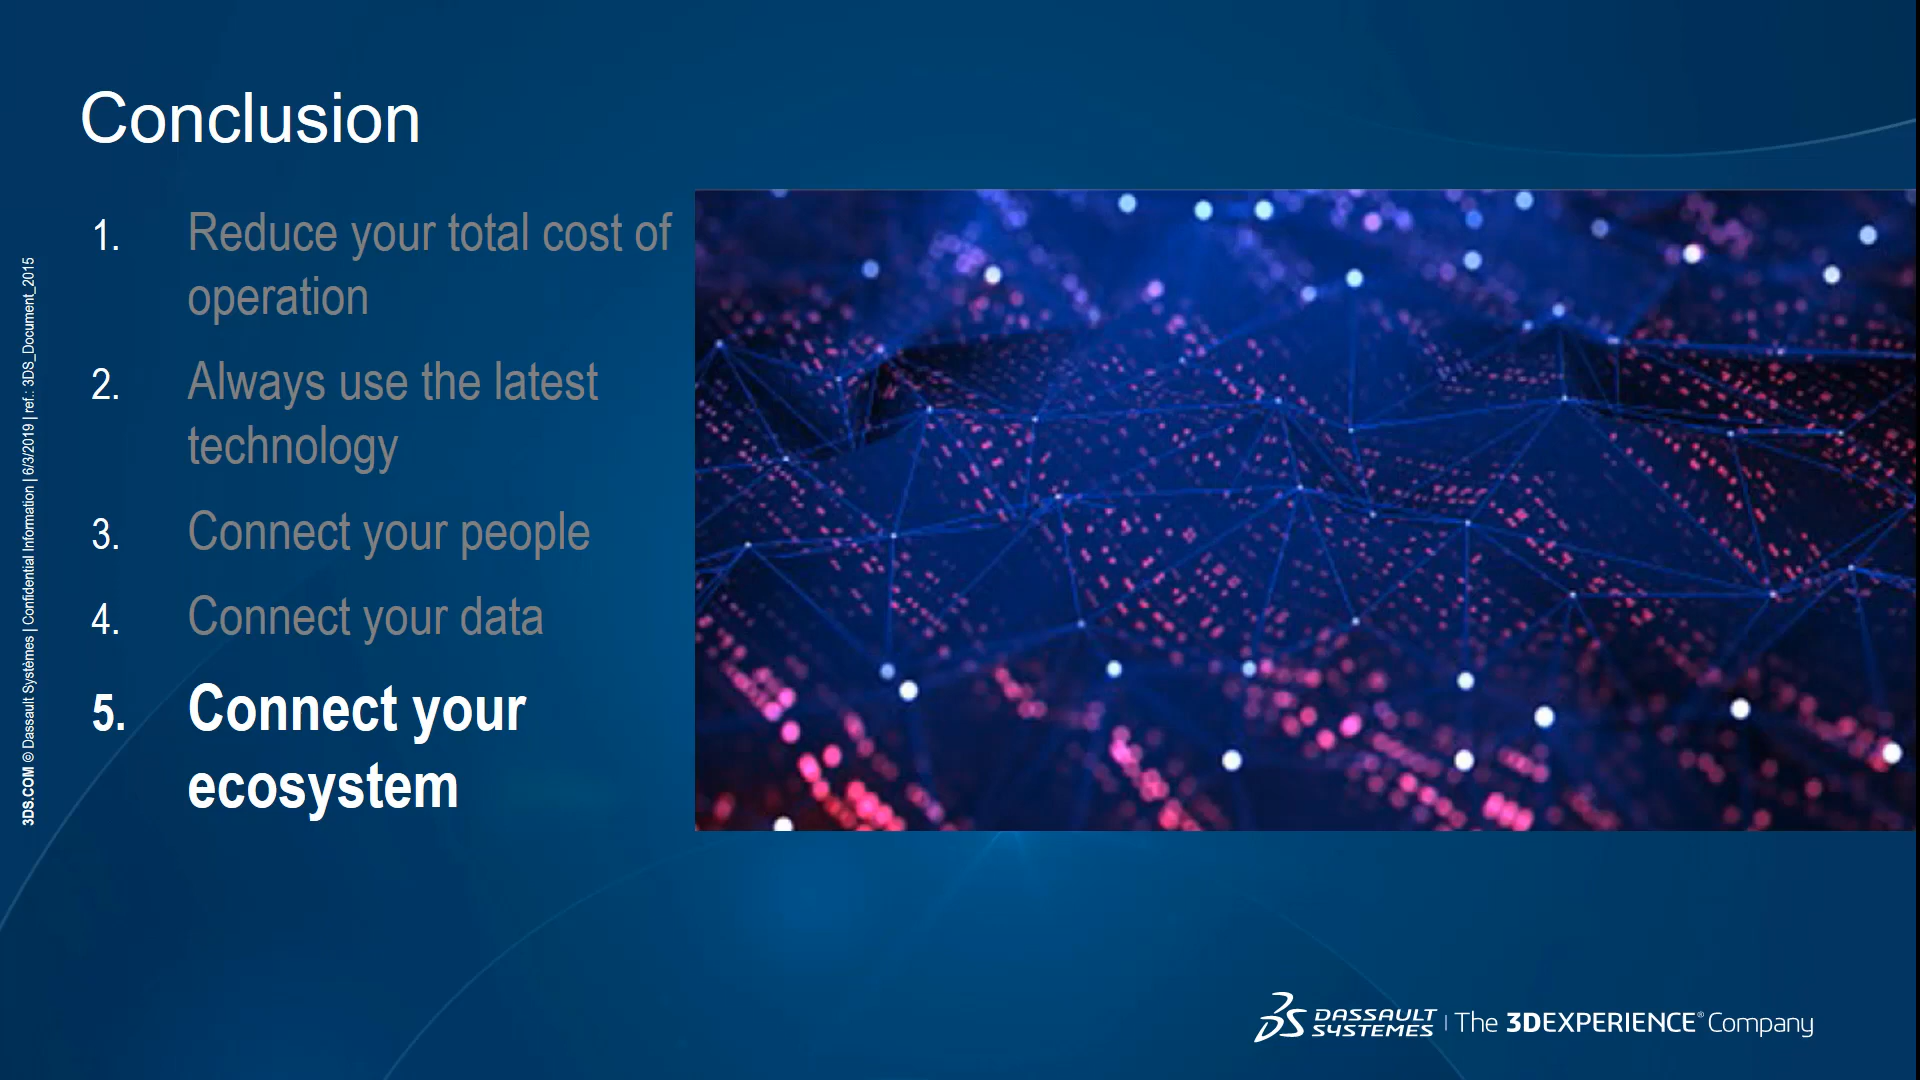 Conclusion
1. Reduce your total cost of
operation
2. Always use the latest
technology
3. Connect your people
4. Connect your data
5. Connect your
ecosystem
3DS.COM © Dassault Systèmes | Confidential Information | 6/3/2019 | ref.: 3DS_Document_2015
3DS DASSAULT SYSTEMES | The 3DEXPERIENCE® Company